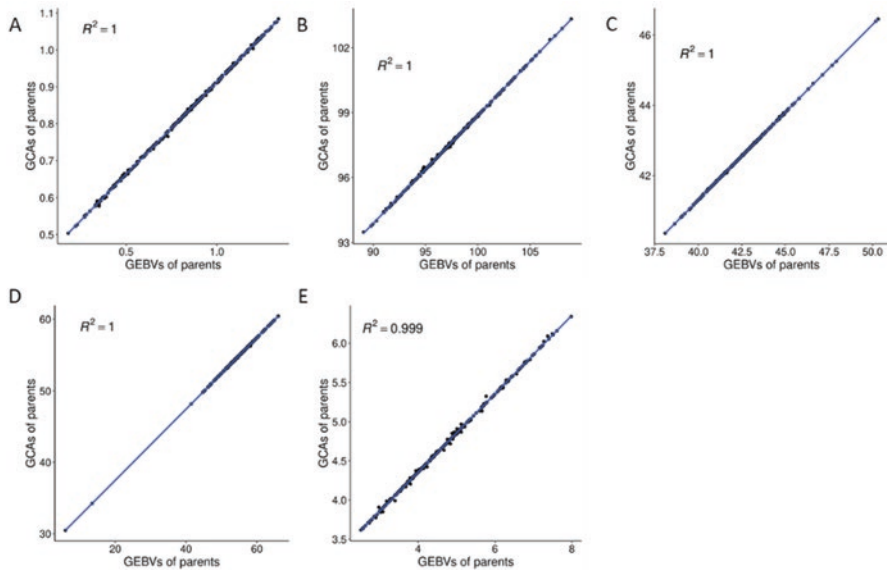 A
R² = 1
GCAs of parents
1.1
1.0
0.9
0.8
0.7
0.6
0.5
0.5
1.0
GEBVs of parents
B
R² = 1
GCAs of parents
103
99
96
93
90
95
100
105
GEBVs of parents
C
R² = 1
GCAs of parents
46
44
42
37.5
40.0
42.5
45.0
47.5
50.0
GEBVs of parents
D
R² = 1
GCAs of parents
60
50
40
30
20
40
60
GEBVs of parents
E
R² = 0.999
GCAs of parents
6.0
5.5
5.0
4.5
4.0
3.5
4
6
8
GEBVs of parents